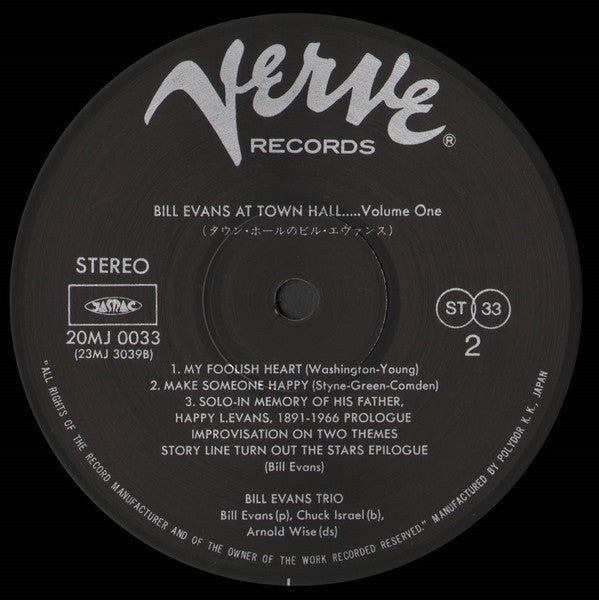 Verve
RECORDS ®
BILL EVANS AT TOWN HALL.....Volume One
(タウン・ホールのビル・エヴァンス)
STEREO
JASRAC
20MJ 0033
(23MJ 3039B)
ST 33
2
1. MY FOOLISH HEART (Washington-Young)
2. MAKE SOMEONE HAPPY (Styne-Green-Comden)
3. SOLO-IN MEMORY OF HIS FATHER,
HAPPY L.EVANS, 1891-1966 PROLOGUE
IMPROVISATION ON TWO THEMES
STORY LINE TURN OUT THE STARS EPILOGUE
(Bill Evans)
BILL EVANS TRIO
Bill Evans(p), Chuck Israel(b),
Arnold Wise(ds)
"ALL RIGHTS OF THE RECORD MANUFACTURER AND OF THE OWNER OF THE WORK RECORDED RESERVED." MANUFACTURED BY POLYDOR K. K., JAPAN